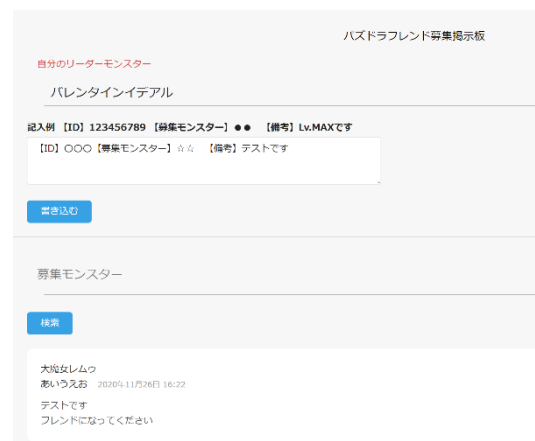 パズドラフレンド募集掲示板
自分のリーダーモンスター
バレンタインイデアル
記入例 【ID】123456789 【募集モンスター】●● 【備考】Lv.MAXです
【ID】○○○【募集モンスター】☆☆ 【備考】テストです
書き込む
募集モンスター
検索
大魔女レムゥ
あいうえお 2020年11月26日 16:22
テストです
フレンドになってください